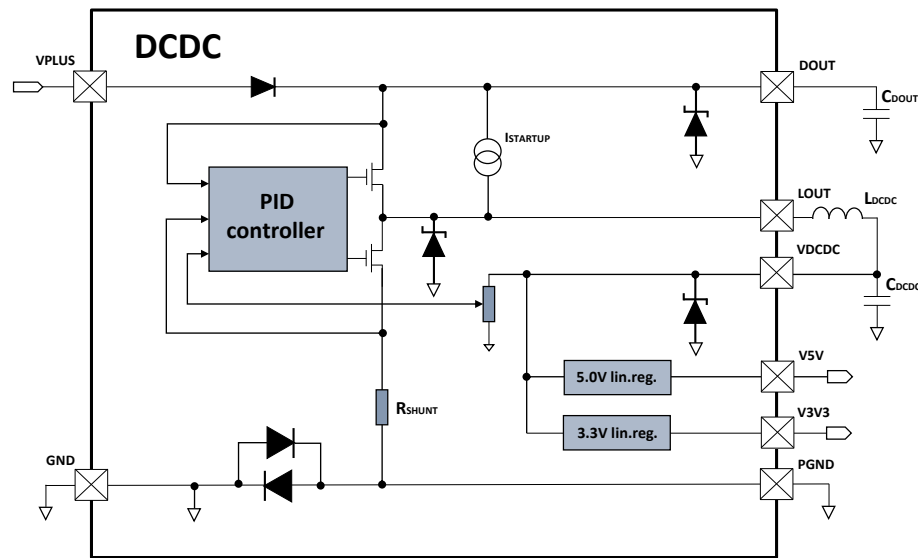 DCDC
VPLUS
DOUT
CDOUT
ISTARTUP
PID
controller
LOUT
LDCDC
VDCDC
CDCDC
V5V
5.0V lin.reg.
RSHUNT
V3V3
3.3V lin.reg.
GND
PGND